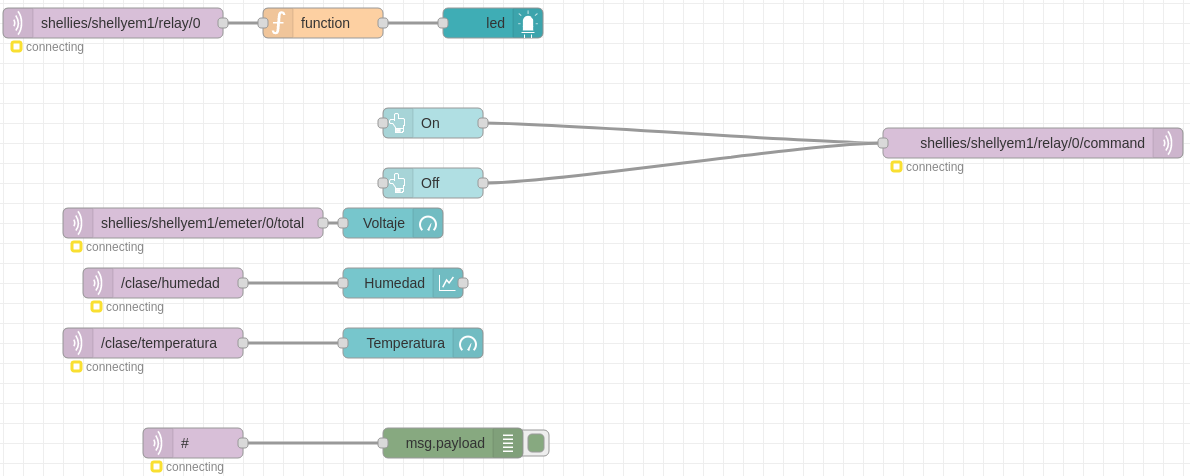 shellies/shellyem1/relay/0
function
led
connecting
On
shellies/shellyem1/relay/0/command
connecting
Off
shellies/shellyem1/emeter/0/total
Voltaje
connecting
/clase/humedad
Humedad
connecting
/clase/temperatura
Temperatura
connecting
#
msg.payload
connecting